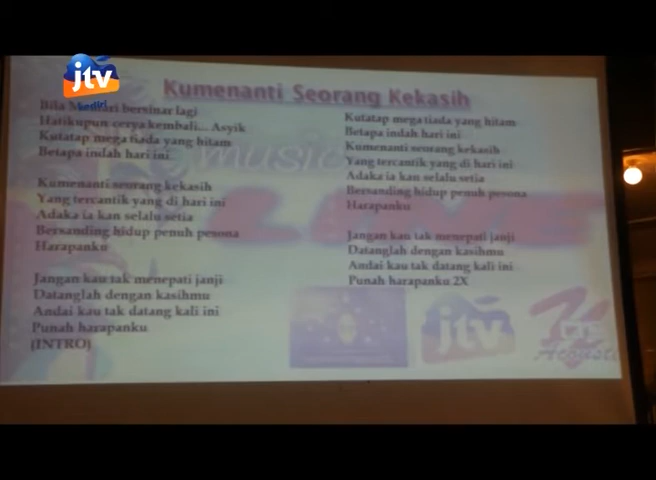 jtv
kediri
Kumenanti Seorang Kekasih
Bila Mentari bersinar lagi
Hatikupun cerya kembali... Asyik
Kutatap mega tiada yang hitam
Betapa indah hari ini
Kumenanti seorang kekasih
Yang tercantik yang di hari ini
Adaka ia kan selalu setia
Bersanding hidup penuh pesona
Harapanku
Jangan kau tak menepati janji
Datanglah dengan kasihmu
Andai kau tak datang kali ini
Punah harapanku
(INTRO)
Kutatap mega tiada yang hitam
Betapa indah hari ini
Kumenanti seorang kekasih
Yang tercantik yang di hari ini
Adaka ia kan selalu setia
Bersanding hidup penuh pesona
Harapanku
Jangan kau tak menepati janji
Datanglah dengan kasihmu
Andai kau tak datang kali ini
Punah harapanku 2X
music
jtv